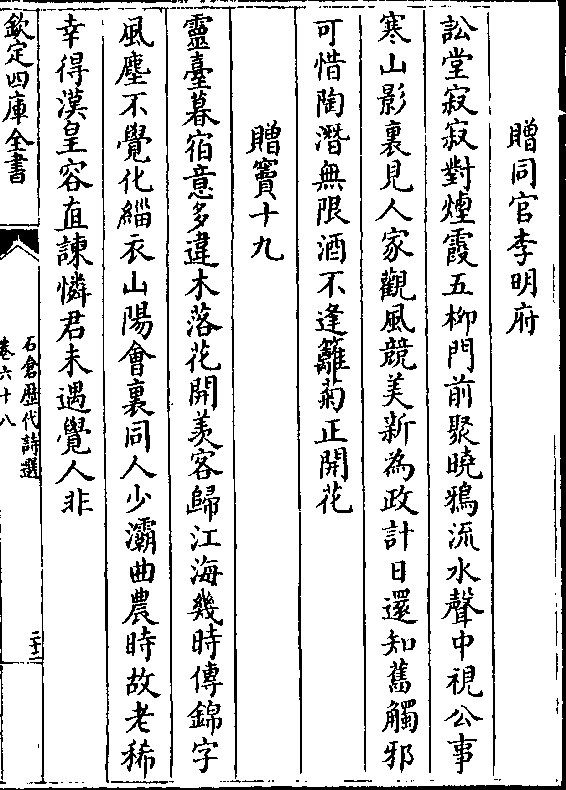 贈同官李明府
訟堂寂寂對煙霞五柳門前聚曉鴉流水聲中視公事
寒山影裏見人家觀風競美新為政計日還知舊觸邪
可惜陶潛無限酒不逢籬菊正開花
贈竇十九
靈臺暮宿意多違木落花開羡客歸江海幾時傳錦字
風塵不覺化緇衣山陽會裏同人少灞曲農時故老稀
幸得漢皇容直諫憐君未遇覺人非
欽定四庫全書
石倉歷代詩選
卷六十八
二十二